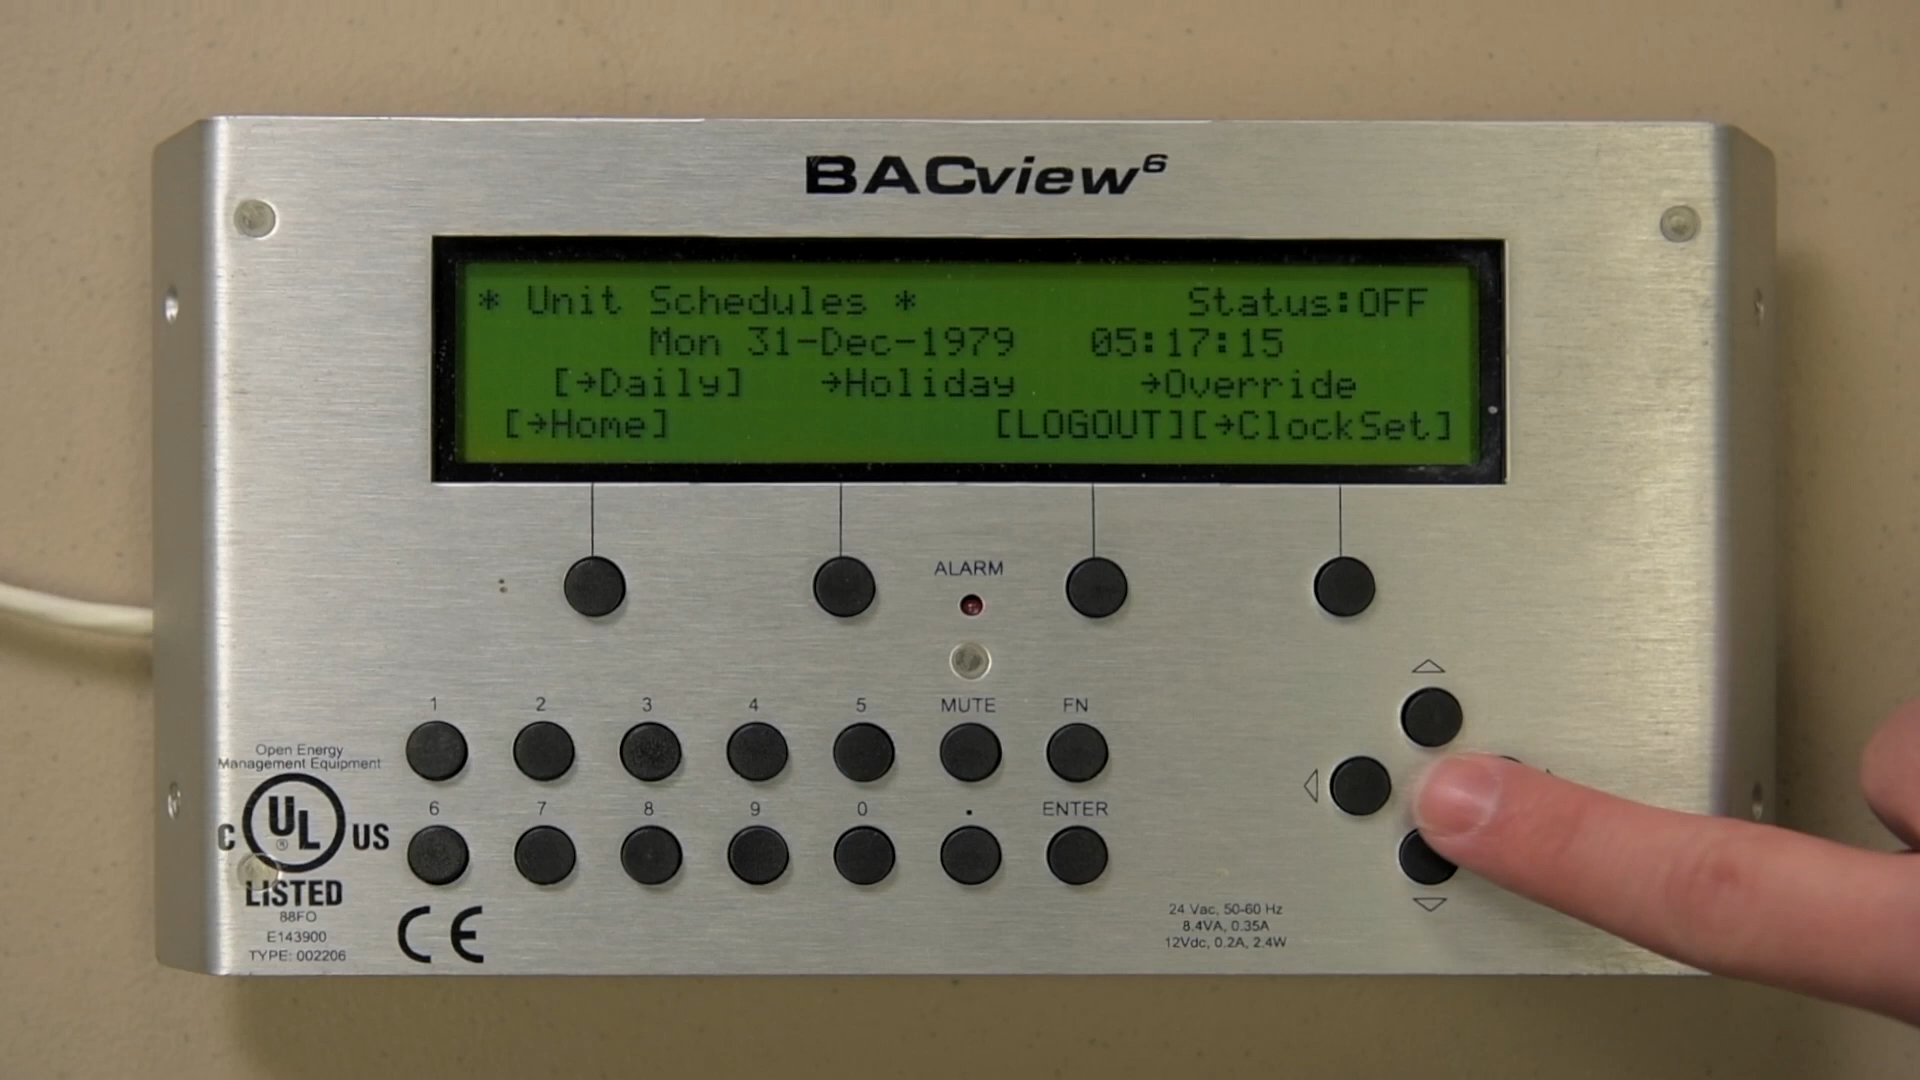 BACview⁶
* Unit Schedules * Status:OFF
Mon 31-Dec-1979 05:17:15
[→Daily] →Holiday →Override
[→Home] [LOGOUT][→ClockSet]
ALARM
1 2 3 4 5 MUTE FN
6 7 8 9 0 . ENTER
Open Energy
Management Equipment
C UL ® US
LISTED
88FO
E143900
TYPE: 002206
CE
24 Vac, 50-60 Hz
8.4VA, 0.35A
12Vdc, 0.2A, 2.4W